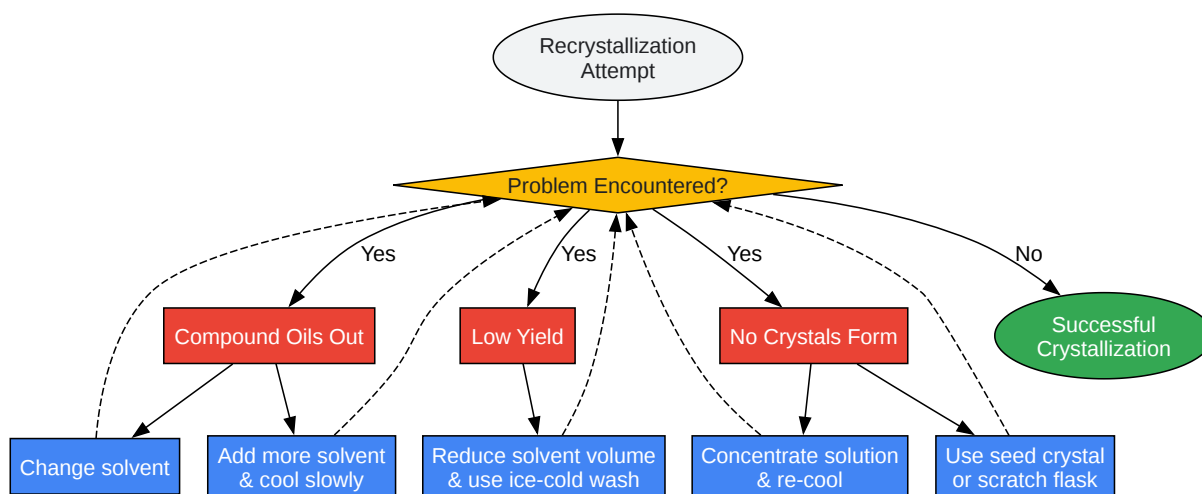 Recrystallization
Attempt
Problem Encountered?
Yes
Yes
Yes
No
Compound Oils Out
Low Yield
No Crystals Form
Successful
Crystallization
Change solvent
Add more solvent
& cool slowly
Reduce solvent volume
& use ice-cold wash
Concentrate solution
& re-cool
Use seed crystal
or scratch flask